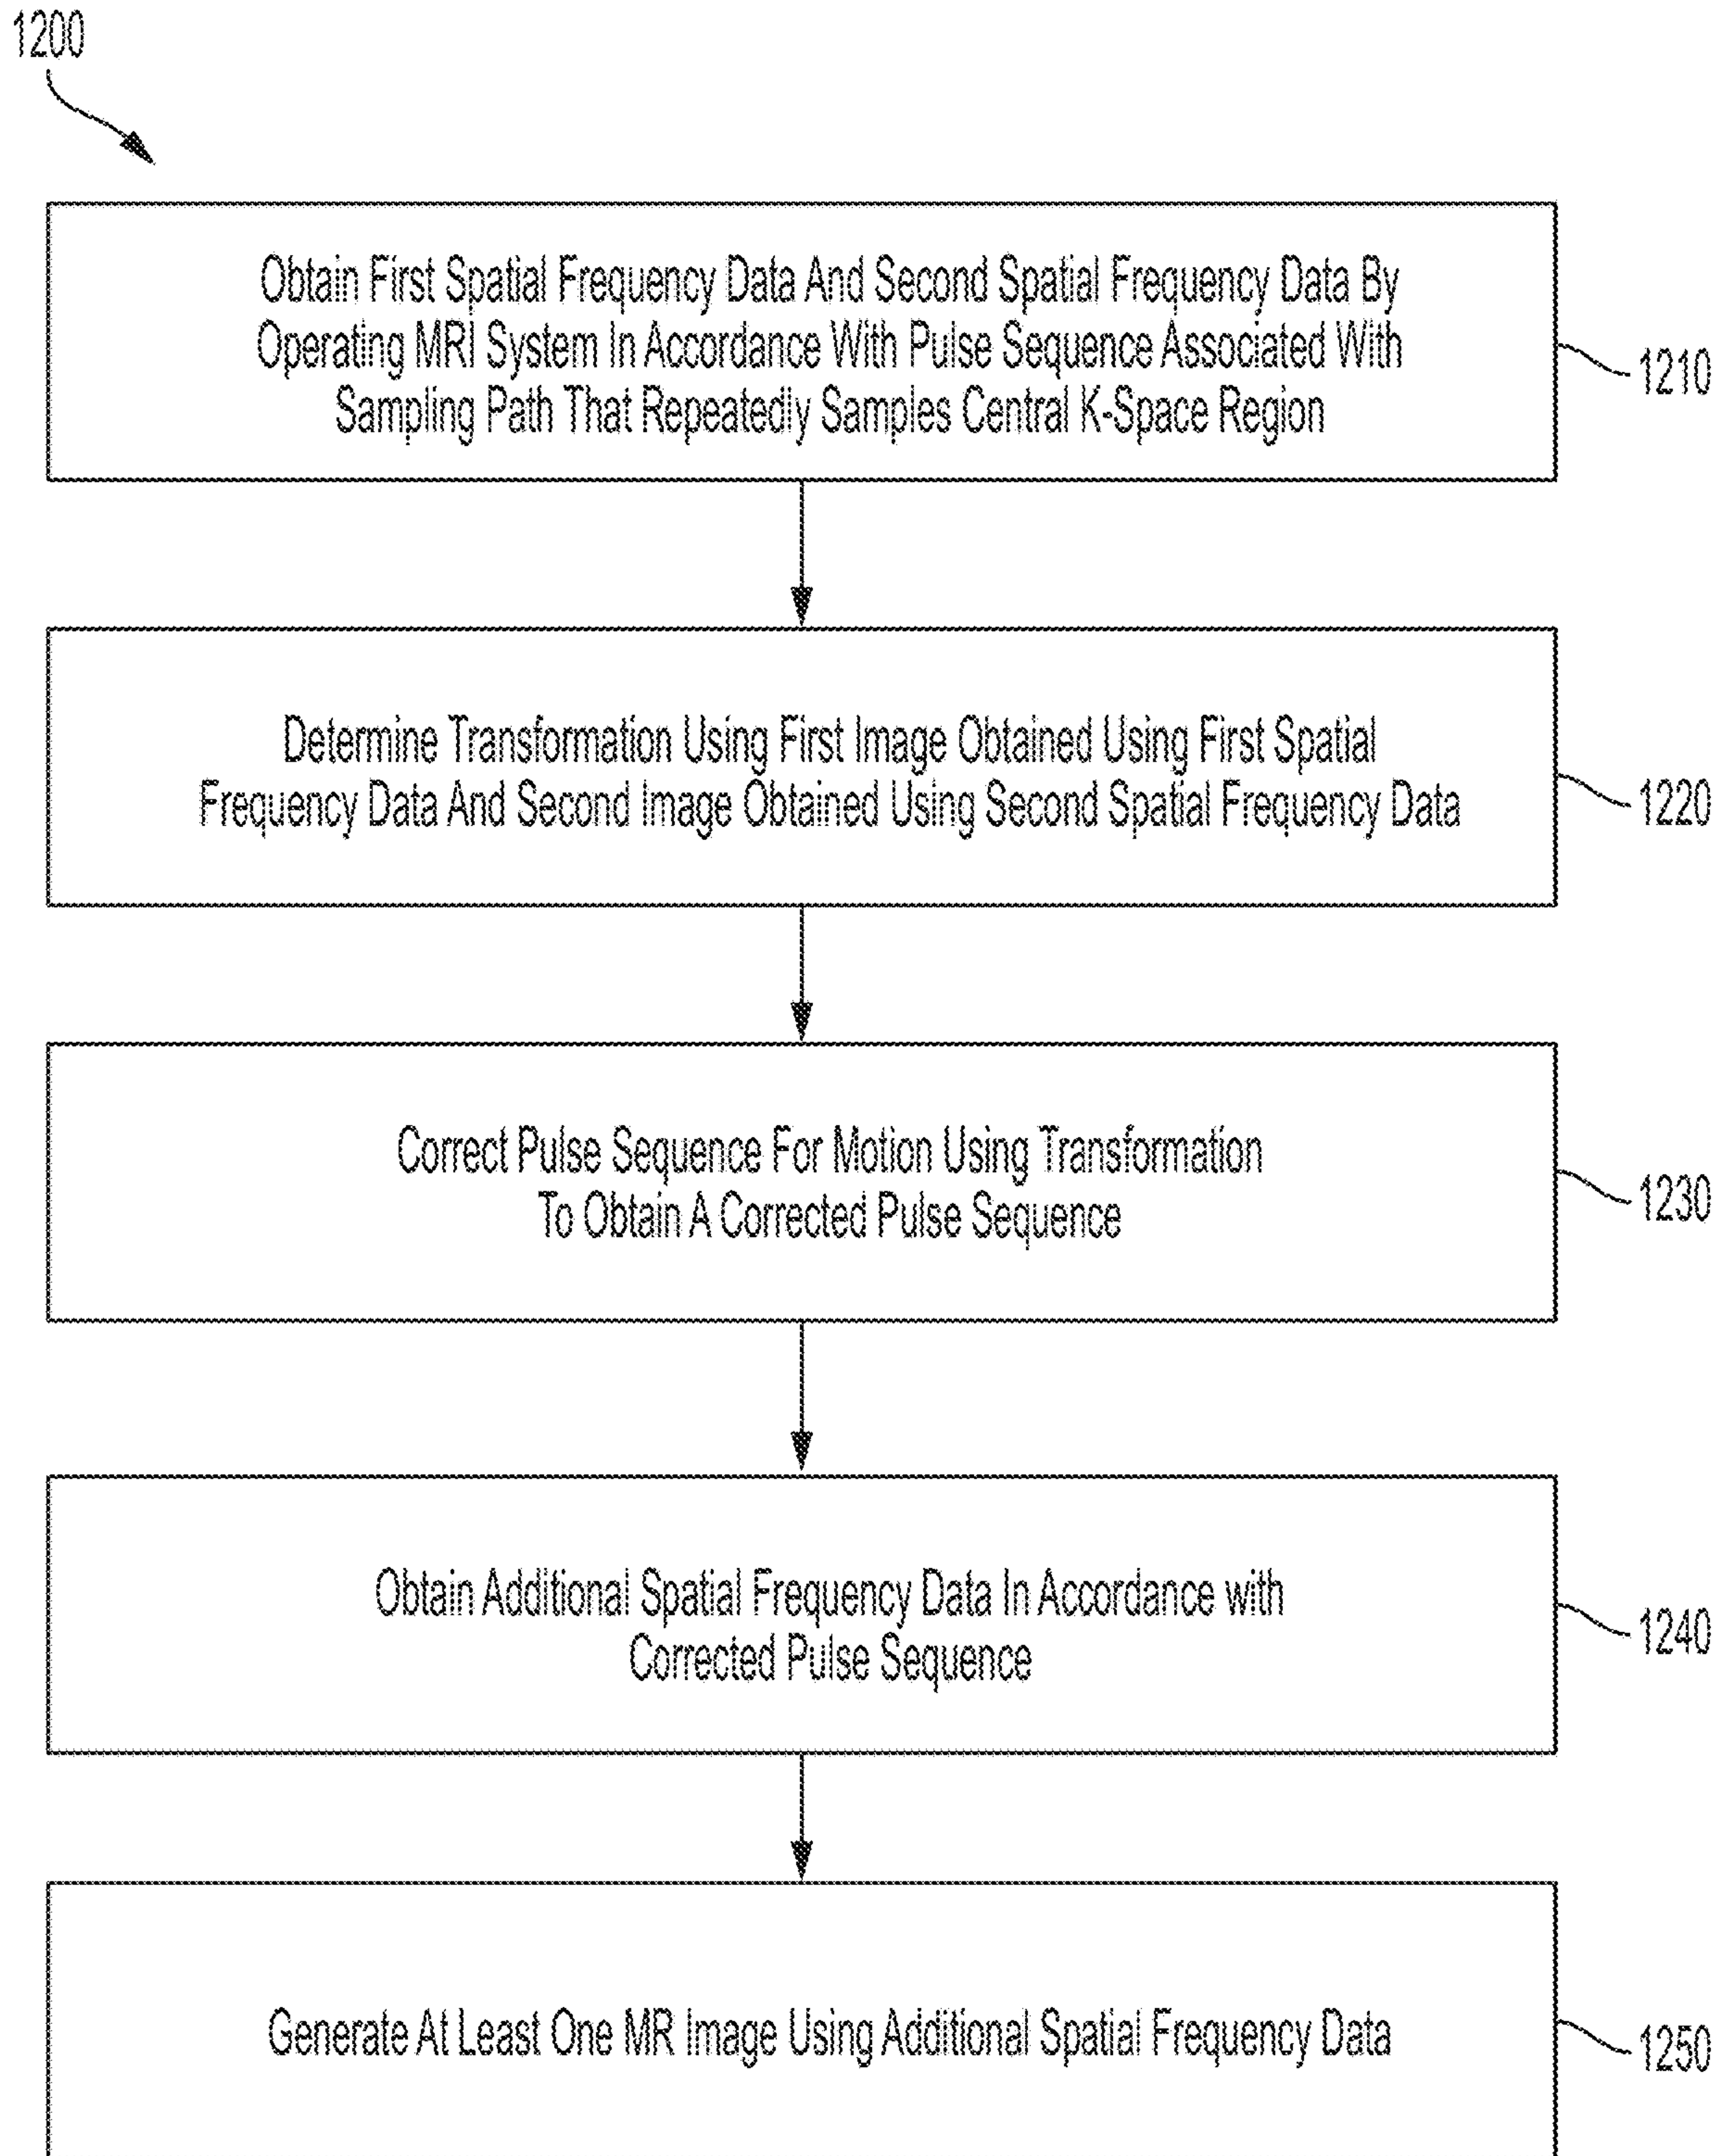 1200
Obtain First Spatial Frequency Data And Second Spatial Frequency Data By
Operating MRI System In Accordance With Pulse Sequence Associated With
Sampling Path That Repeatedly Samples Central K-Space Region
1210
Determine Transformation Using First Image Obtained Using First Spatial
Frequency Data And Second Image Obtained Using Second Spatial Frequency Data
1220
Correct Pulse Sequence For Motion Using Transformation
To Obtain A Corrected Pulse Sequence
1230
Obtain Additional Spatial Frequency Data In Accordance with
Corrected Pulse Sequence
1240
Generate At Least One MR Image Using Additional Spatial Frequency Data
1250